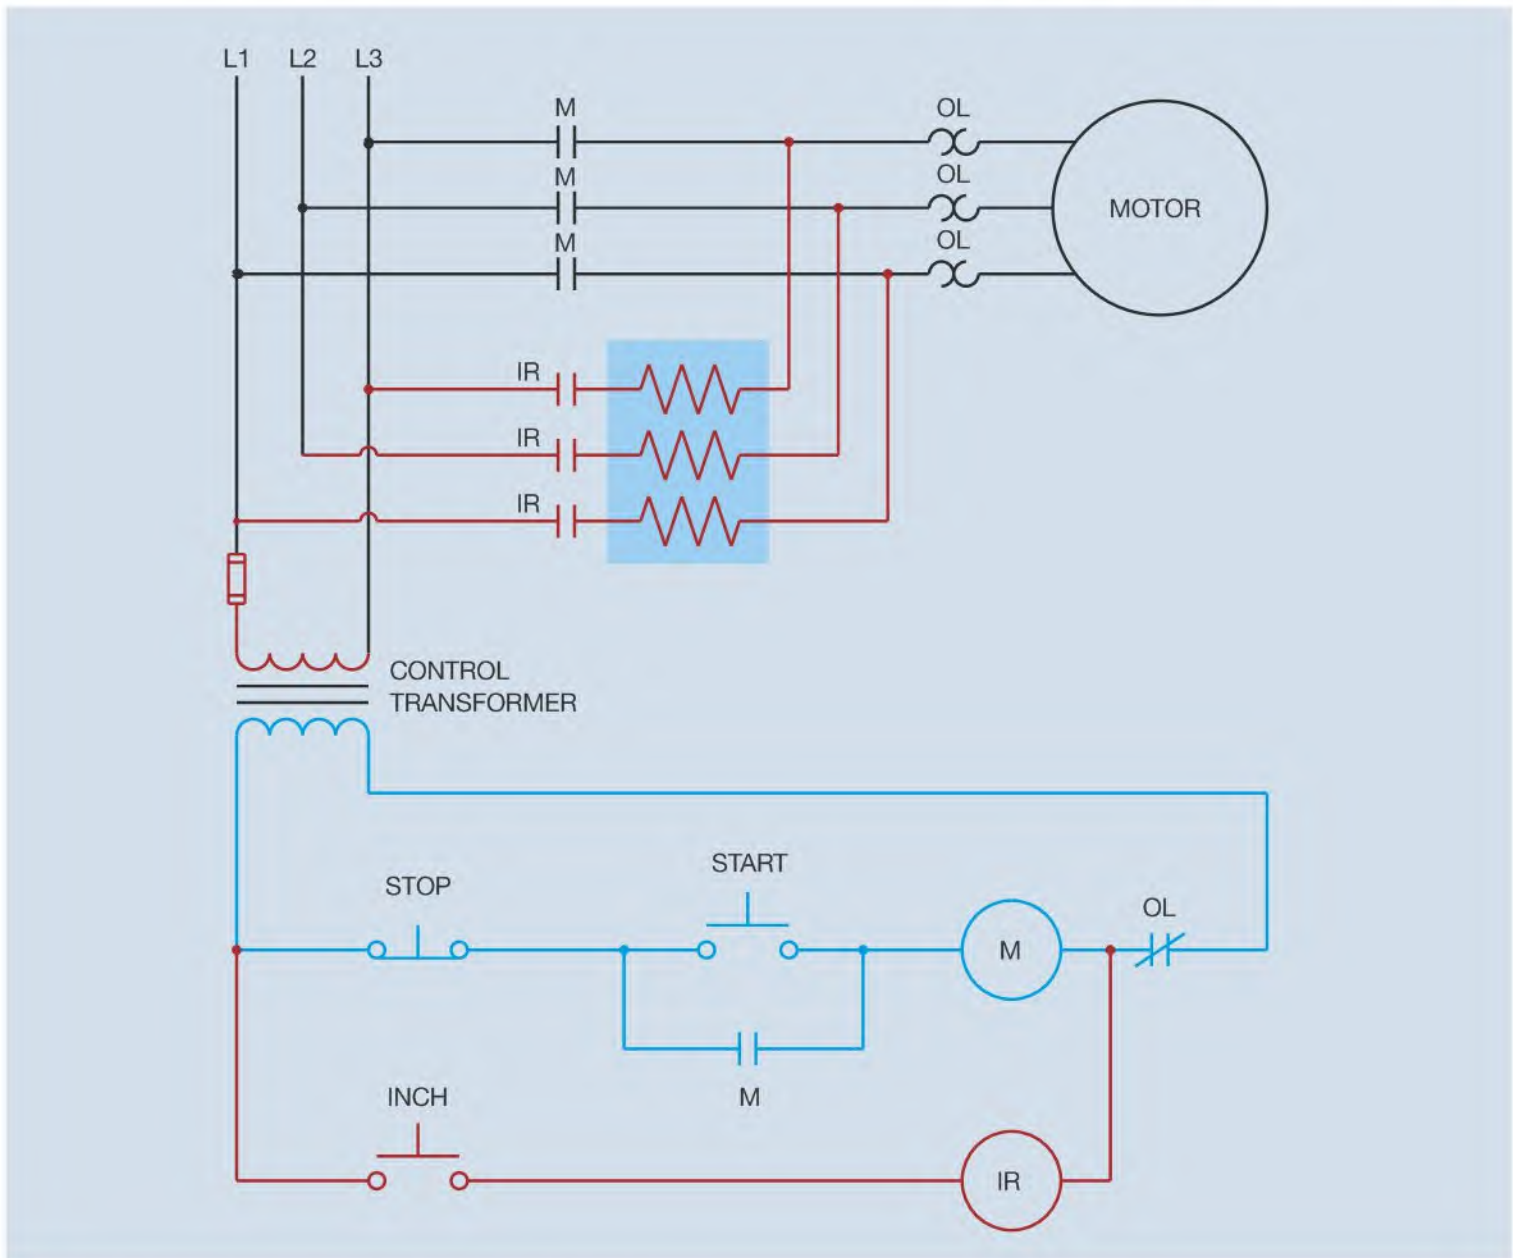 L1 L2 L3
M OL
M OL
MOTOR
M OL
IR
IR
IR
CONTROL
TRANSFORMER
START
STOP
OL
M
INCH M
IR